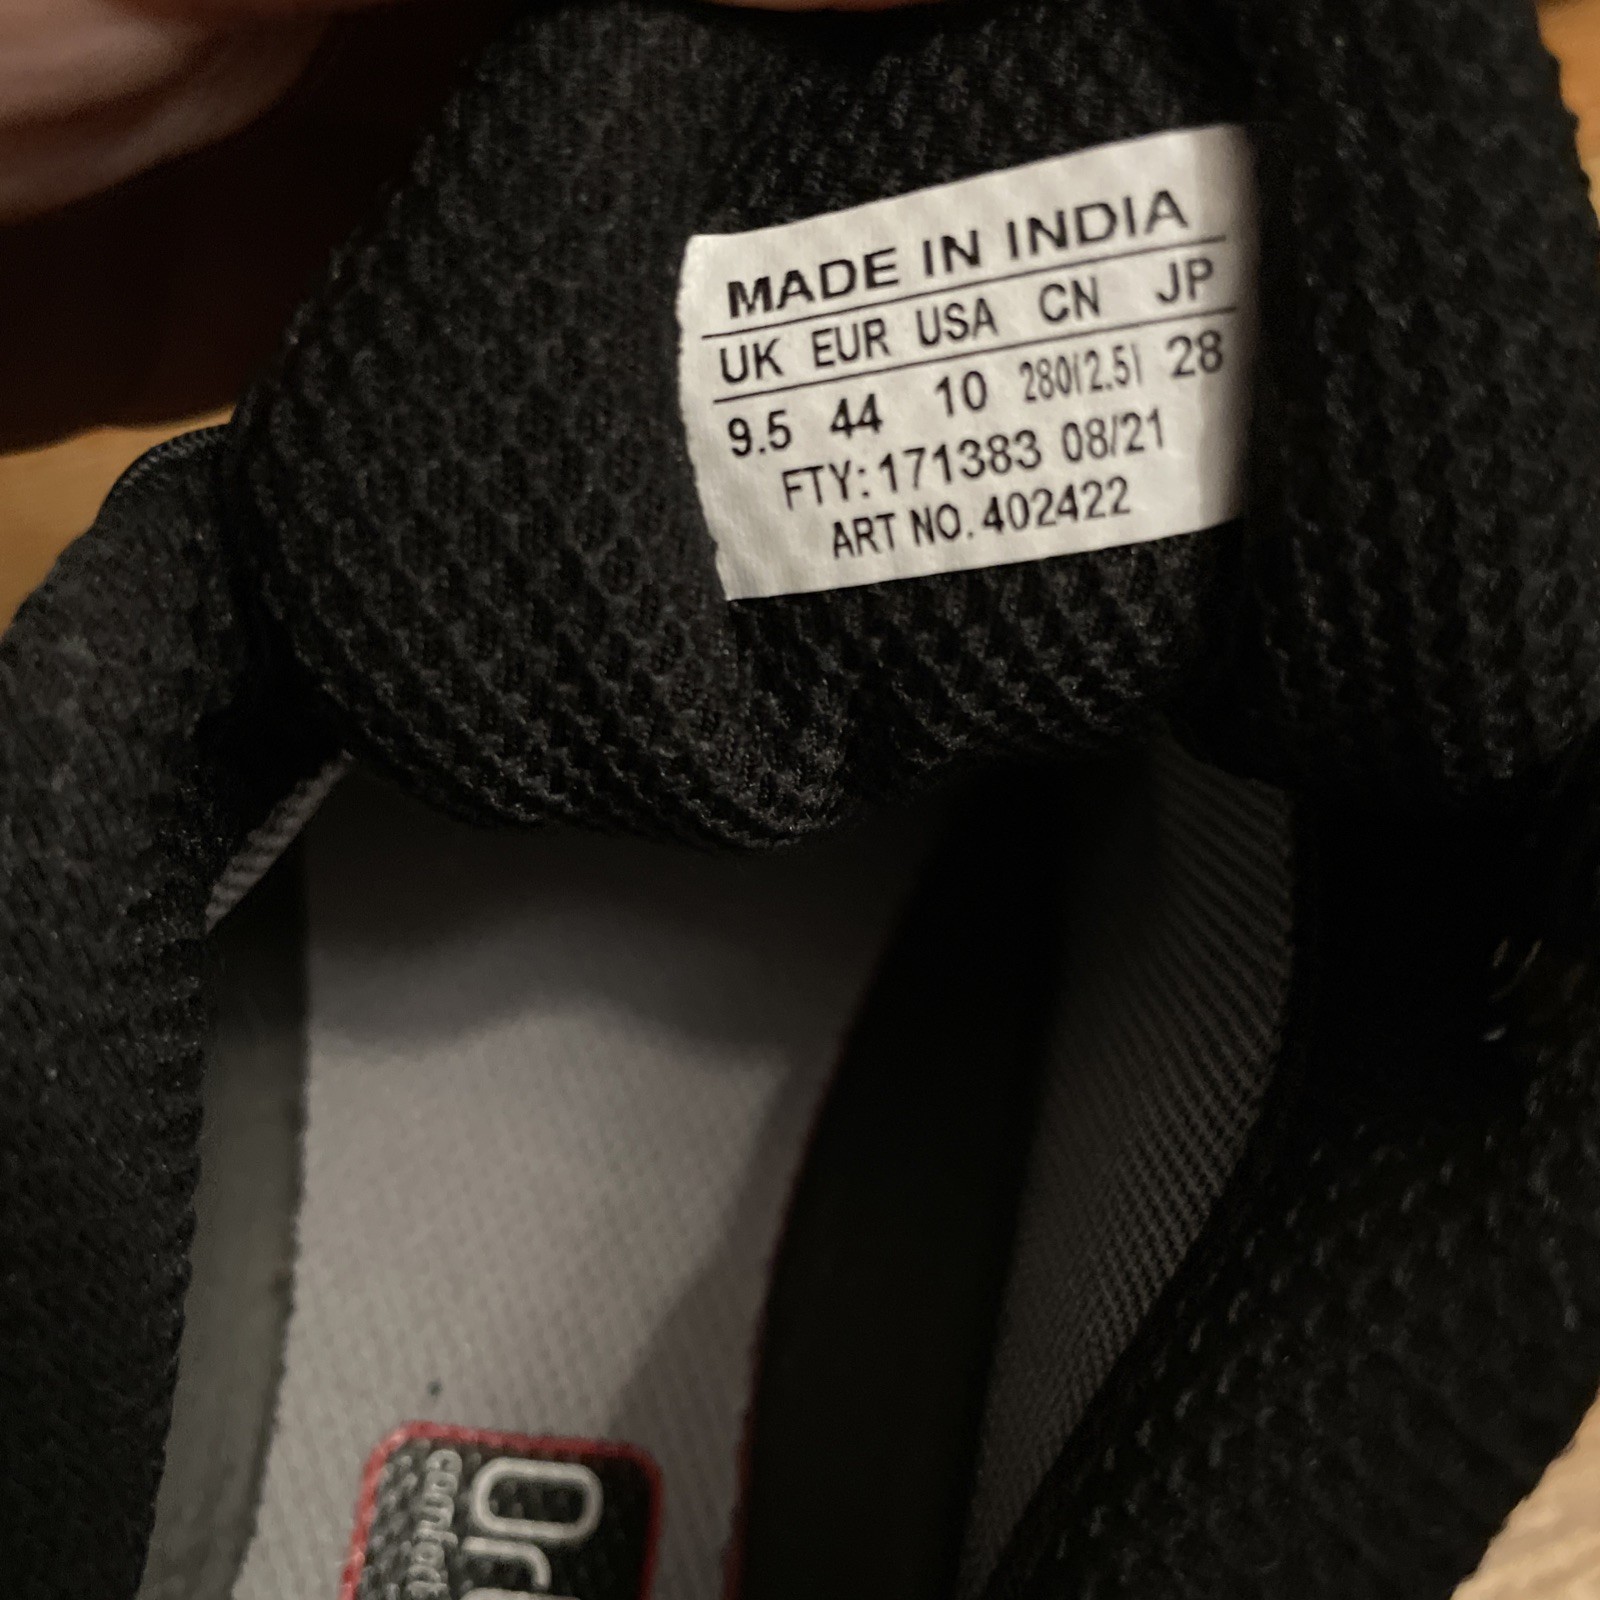 MADE IN INDIA
UK EUR USA CN JP
9.5 44 10 280(2.5) 28
FTY: 171383 08/21
ART NO. 402422
comfort